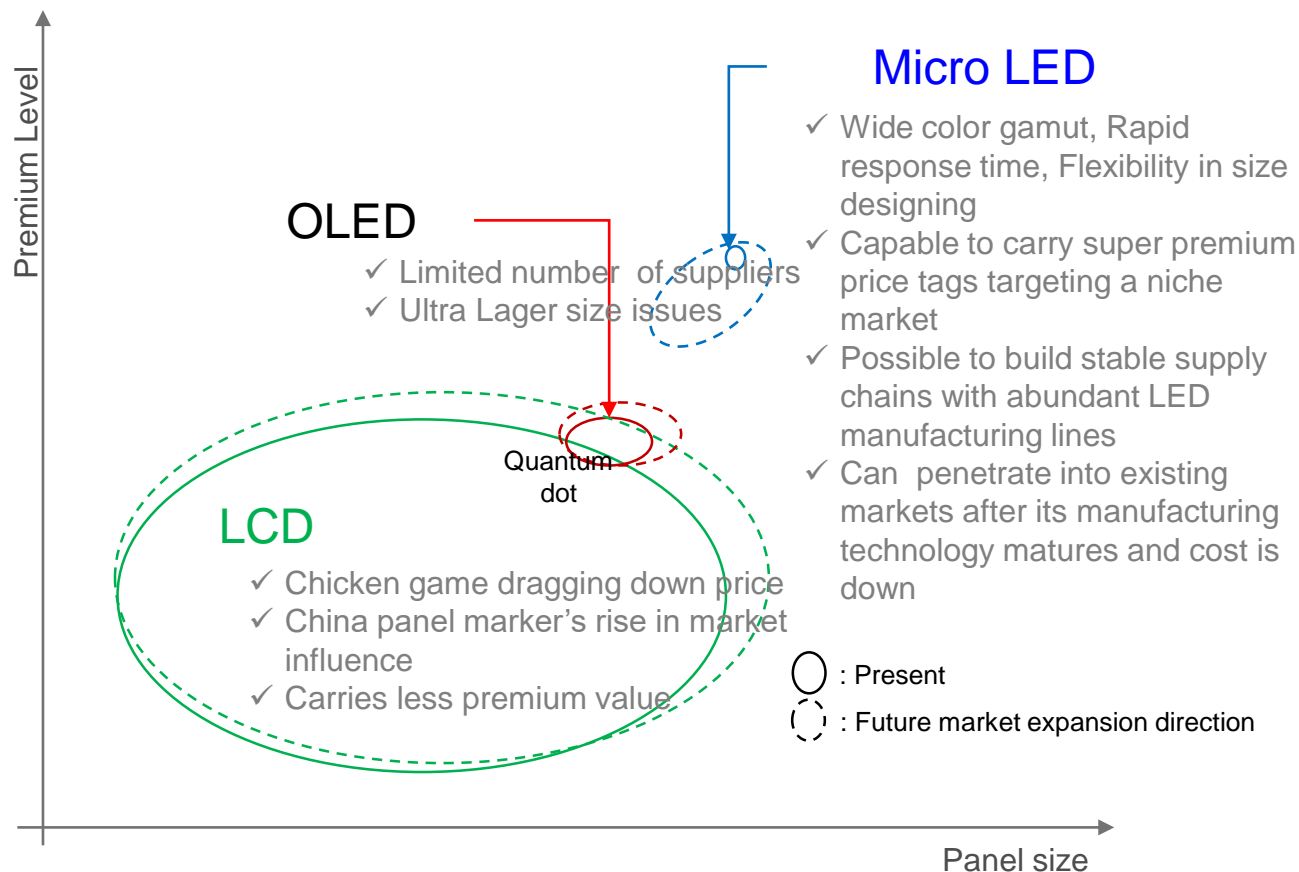 Premium Level
Micro LED
✓ Wide color gamut, Rapid
response time, Flexibility in size
designing
✓ Capable to carry super premium
price tags targeting a niche
market
✓ Possible to build stable supply
chains with abundant LED
manufacturing lines
✓ Can penetrate into existing
markets after its manufacturing
technology matures and cost is
down
OLED
✓ Limited number of suppliers
✓ Ultra Lager size issues
Quantum
dot
LCD
✓ Chicken game dragging down price
✓ China panel marker's rise in market
influence
✓ Carries less premium value
: Present
: Future market expansion direction
Panel size